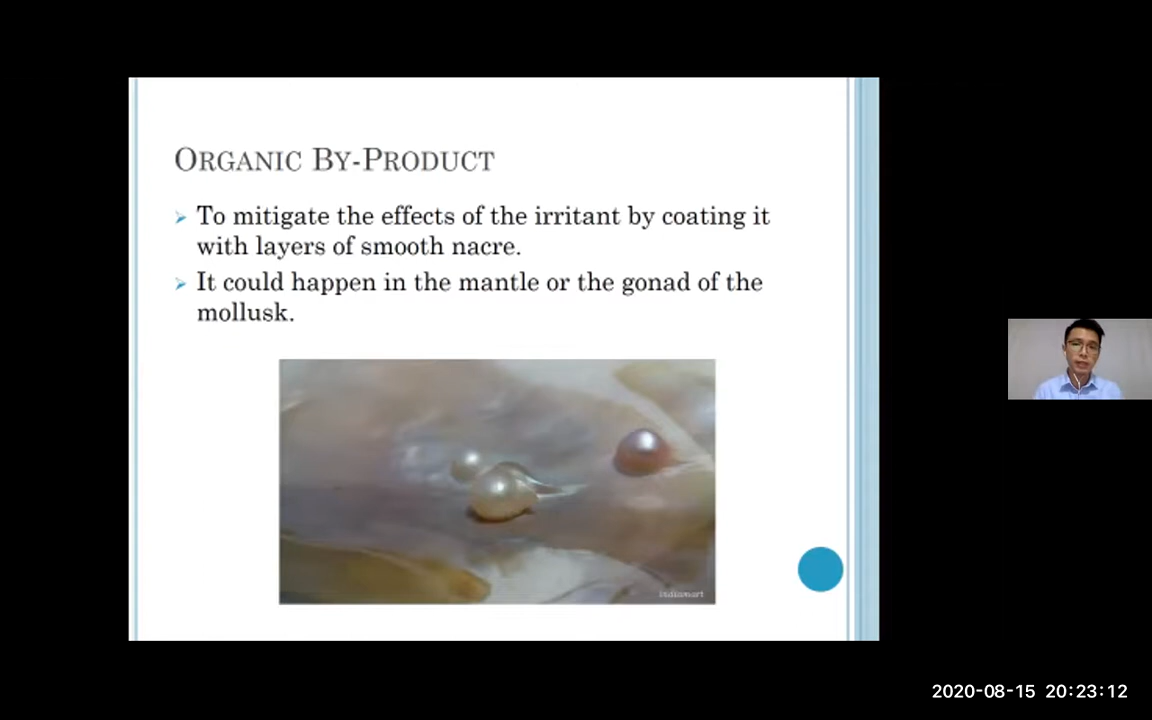 ORGANIC BY-PRODUCT
To mitigate the effects of the irritant by coating it
with layers of smooth nacre.
It could happen in the mantle or the gonad of the
mollusk.
indiamart
2020-08-15 20:23:12